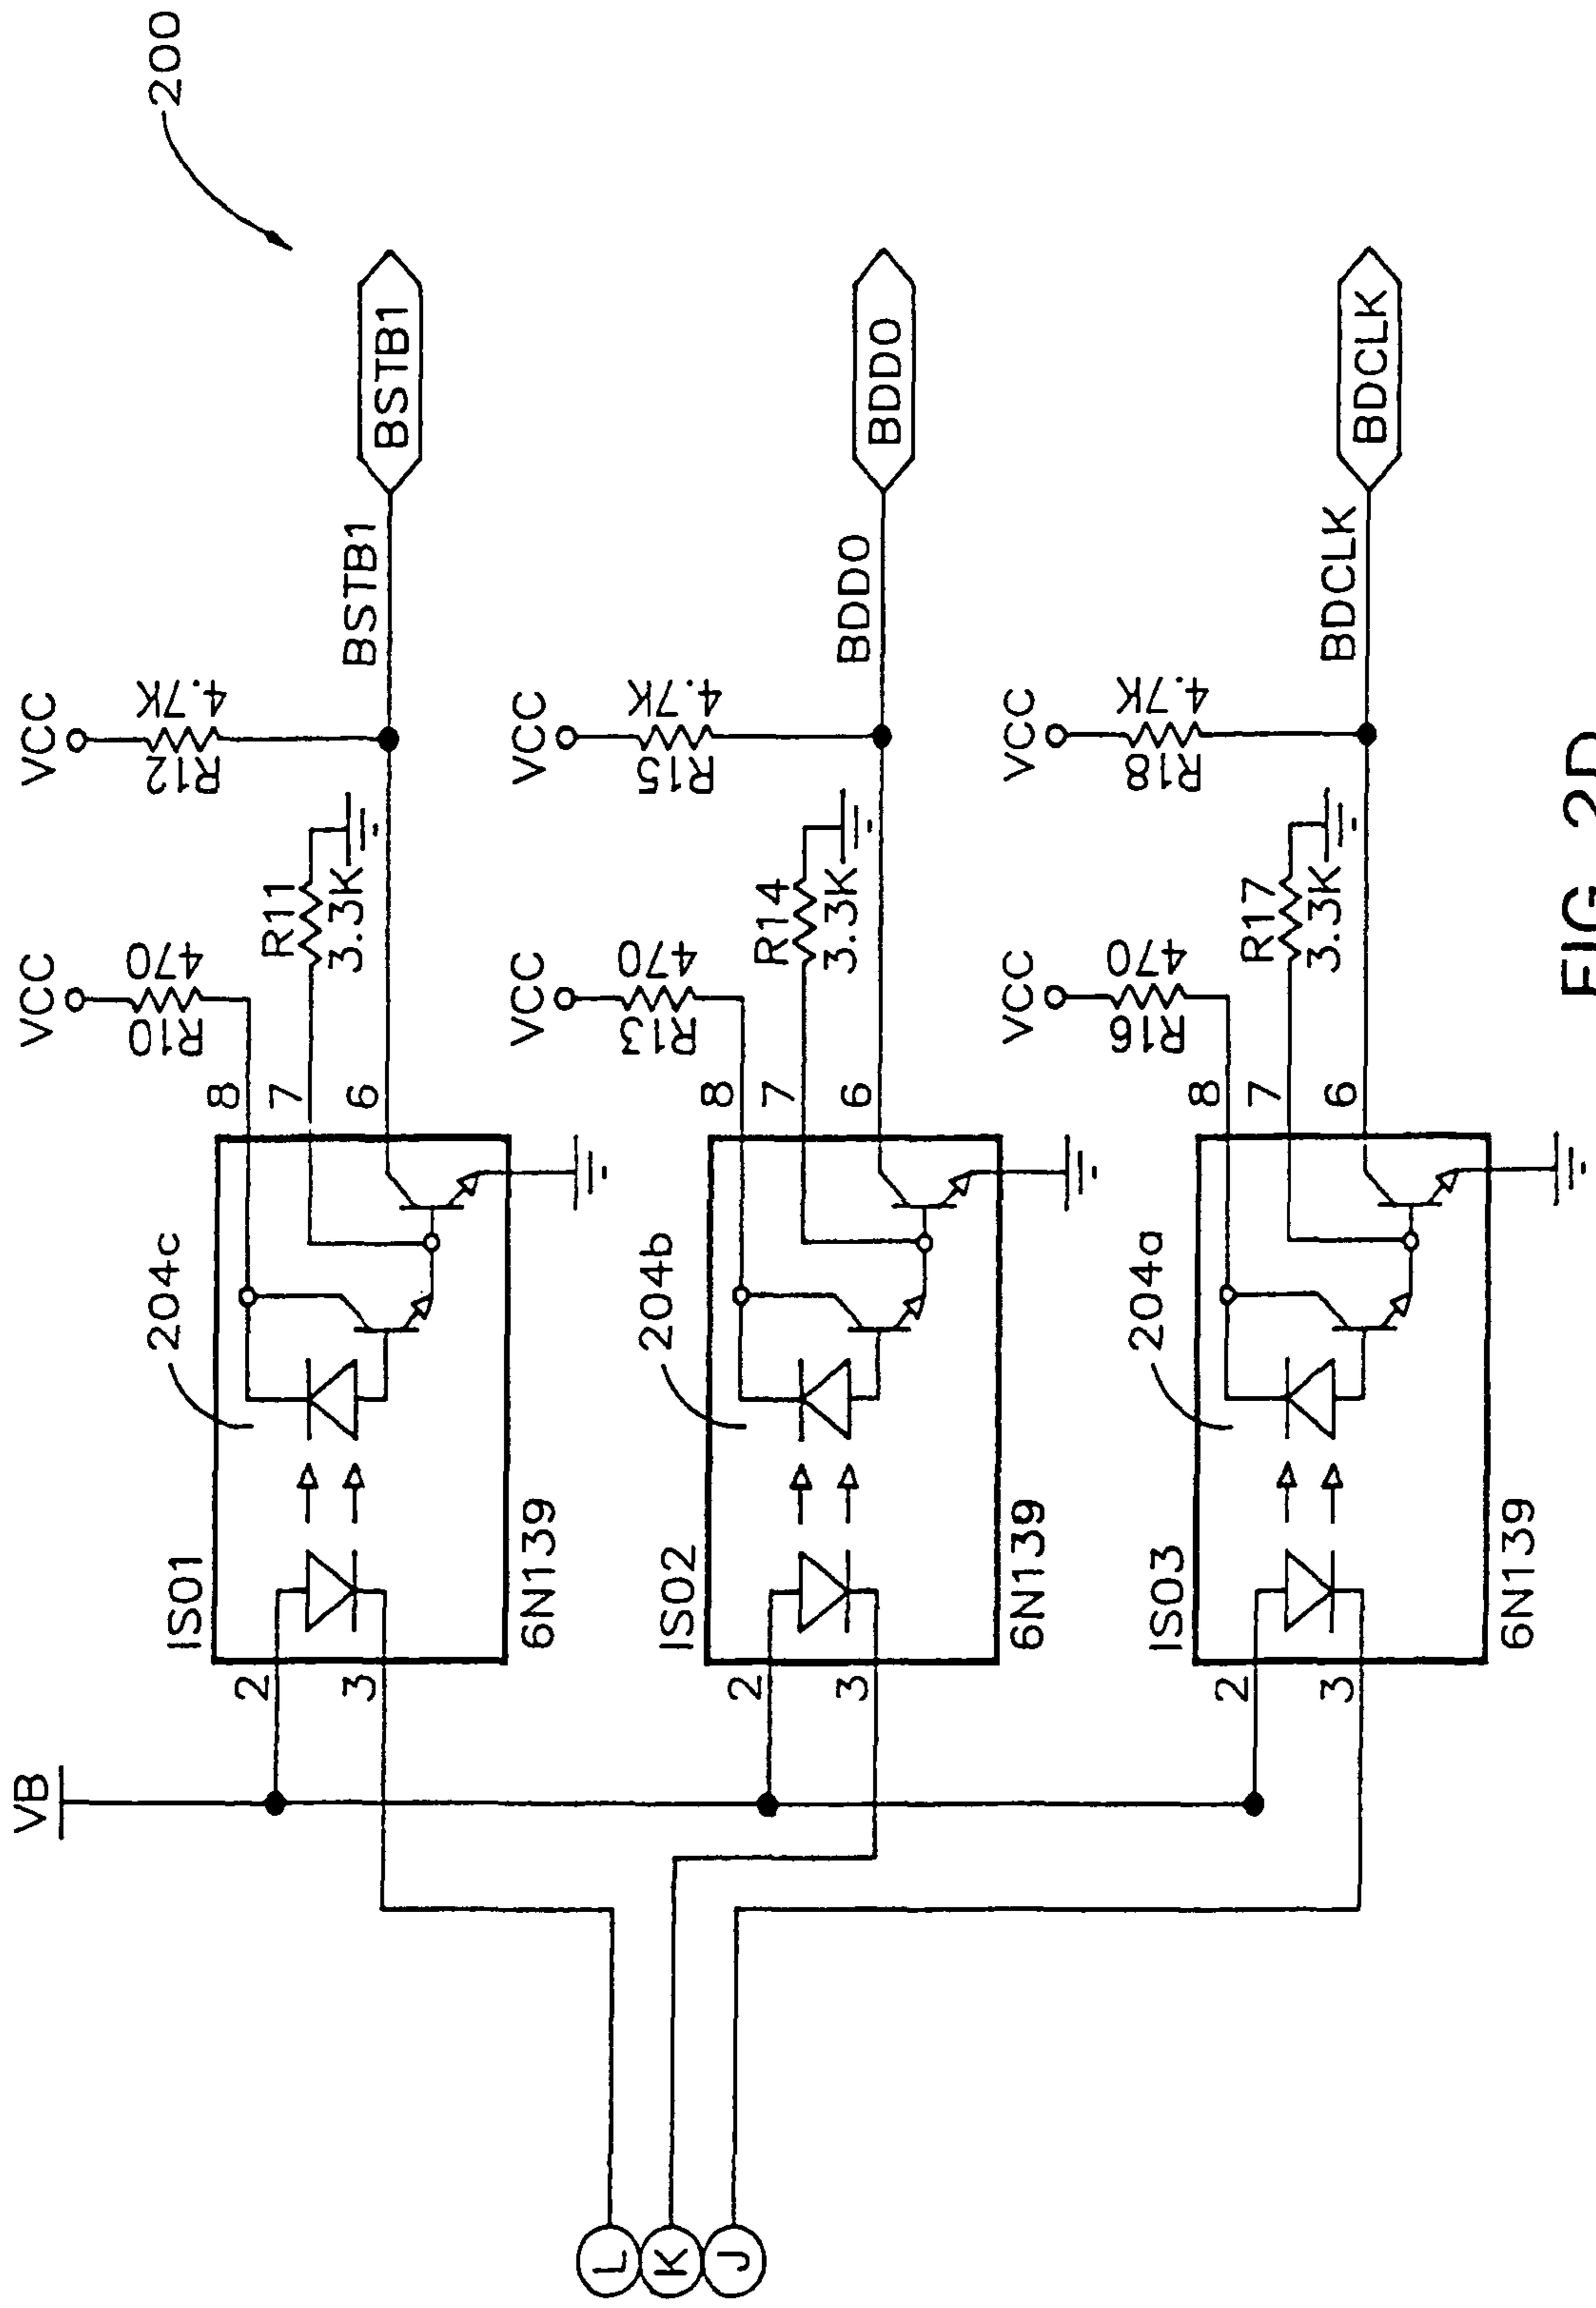 200
VB
VCC
VCC
R10
470
R12
4.7K
ISO1
204c
8
R11
3.3K
BSTB1
BSTB1
2
7
3
6
6N139
VCC
VCC
R13
470
R15
4.7K
ISO2
204b
8
R14
3.3K
BDD0
BDD0
2
7
3
6
6N139
L
K
J
VCC
VCC
R16
470
R18
4.7K
ISO3
204a
8
R17
3.3K
BDCLK
BDCLK
2
7
3
6
6N139
FIG. 2D